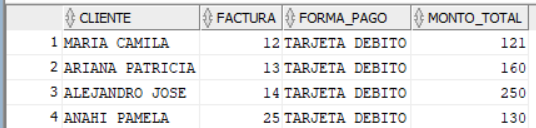 CLIENTE FACTURA FORMA_PAGO MONTO_TOTAL
1 MARIA CAMILA 12 TARJETA DEBITO 121
2 ARIANA PATRICIA 13 TARJETA DEBITO 160
3 ALEJANDRO JOSE 14 TARJETA DEBITO 250
4 ANAHI PAMELA 25 TARJETA DEBITO 130